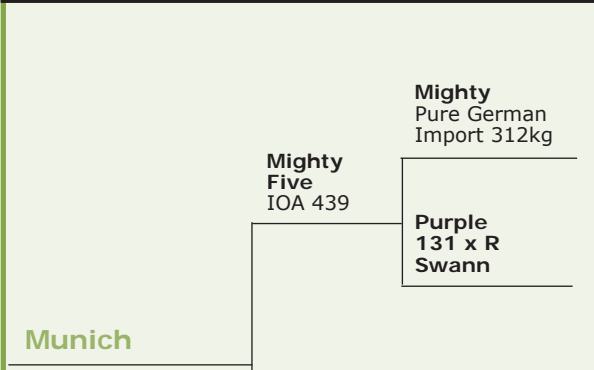 Mighty
Pure German
Import 312kg
Mighty
Five
IOA 439
Purple
131 x R
Swann
Munich